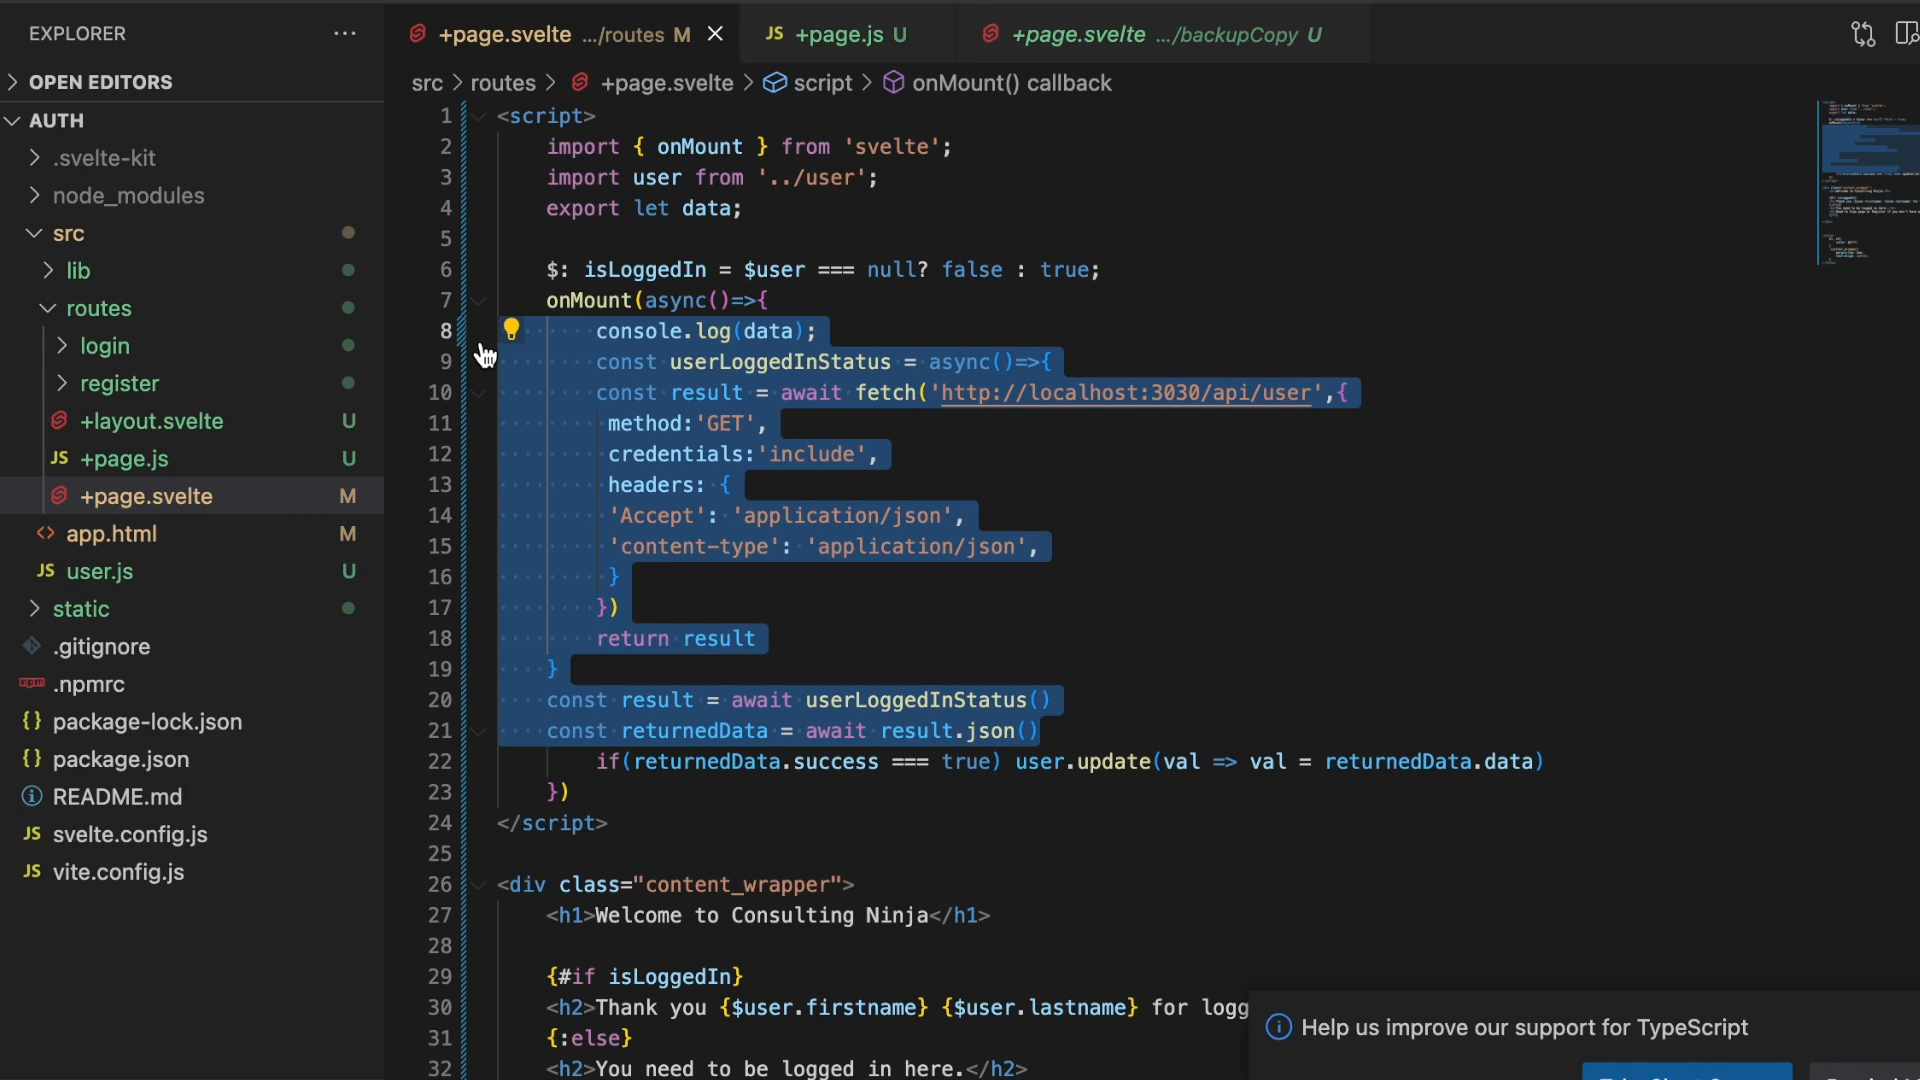 EXPLORER ...
OPEN EDITORS
AUTH
.svelte-kit
node_modules
src
lib
routes
login
register
+layout.svelte U
JS +page.js U
+page.svelte M
<> app.html M
JS user.js U
static
.gitignore
npm .npmrc
{} package-lock.json
{} package.json
README.md
JS svelte.config.js
JS vite.config.js
+page.svelte .../routes M JS +page.js U +page.svelte .../backupCopy U
src > routes > +page.svelte > script > onMount() callback
1 <script>
2 import { onMount } from 'svelte';
3 import user from '../user';
4 export let data;
5
6 $: isLoggedIn = $user === null? false : true;
7 onMount(async()=>{
8 console.log(data);
9 const userLoggedInStatus = async()=>{
10 const result = await fetch('http://localhost:3030/api/user',{
11 method:'GET',
12 credentials:'include',
13 headers: {
14 'Accept': 'application/json',
15 'content-type': 'application/json',
16 }
17 })
18 return result
19 }
20 const result = await userLoggedInStatus()
21 const returnedData = await result.json()
22 if(returnedData.success === true) user.update(val => val = returnedData.data)
23 })
24 </script>
25
26 <div class="content_wrapper">
27 <h1>Welcome to Consulting Ninja</h1>
28
29 {#if isLoggedIn}
30 <h2>Thank you {$user.firstname} {$user.lastname} for logg
31 {:else}
32 <h2>You need to be logged in here.</h2>
Help us improve our support for TypeScript